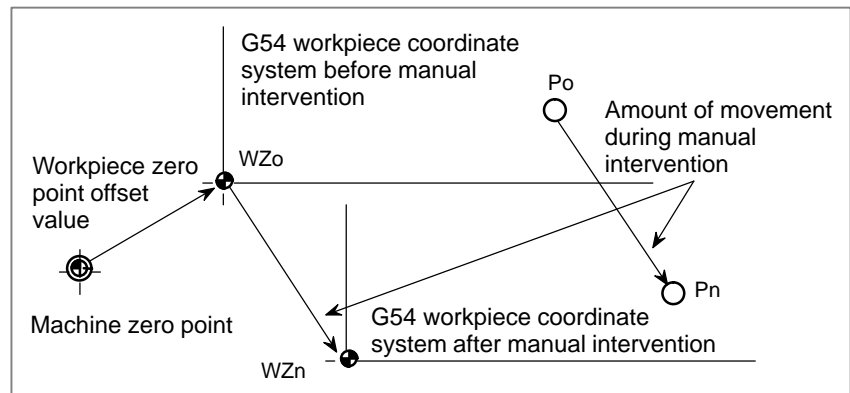 G54 workpiece coordinate
system before manual
intervention
Po
Amount of movement
during manual
intervention
WZo
Workpiece zero
point offset
value
Pn
Machine zero point
G54 workpiece coordinate
system after manual intervention
WZn